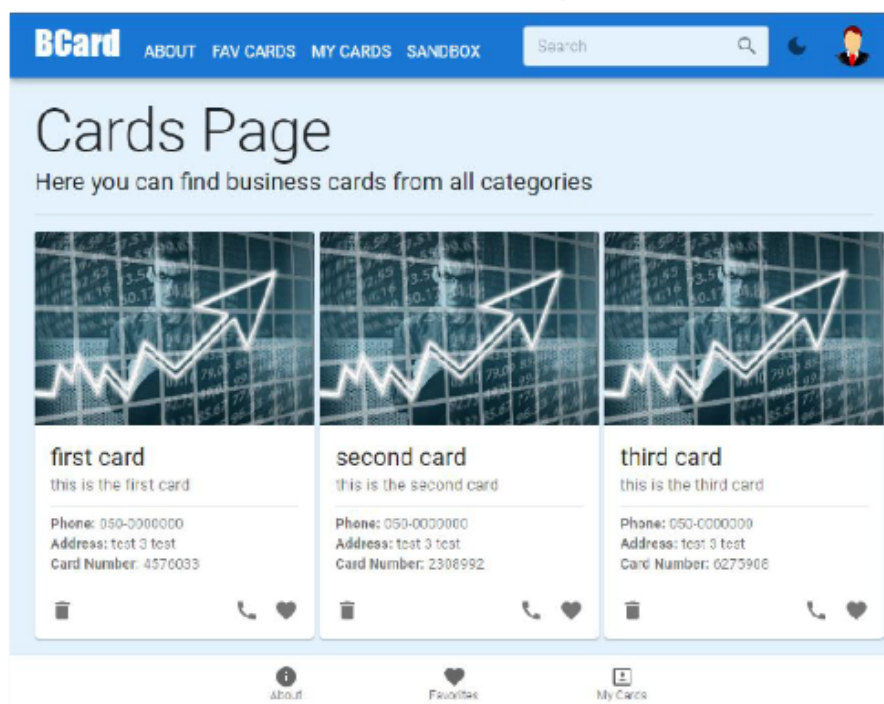 BCard ABOUT FAV CARDS MY CARDS SANDBOX Search
Cards Page
Here you can find business cards from all categories
first card
this is the first card
Phone: 050-0000000
Address: test 3 test
Card Number: 4576033
second card
this is the second card
Phone: 050-0000000
Address: test 3 test
Card Number: 2308992
third card
this is the third card
Phone: 050-0000000
Address: test 3 test
Card Number: 6275908
About Favorites My Cards